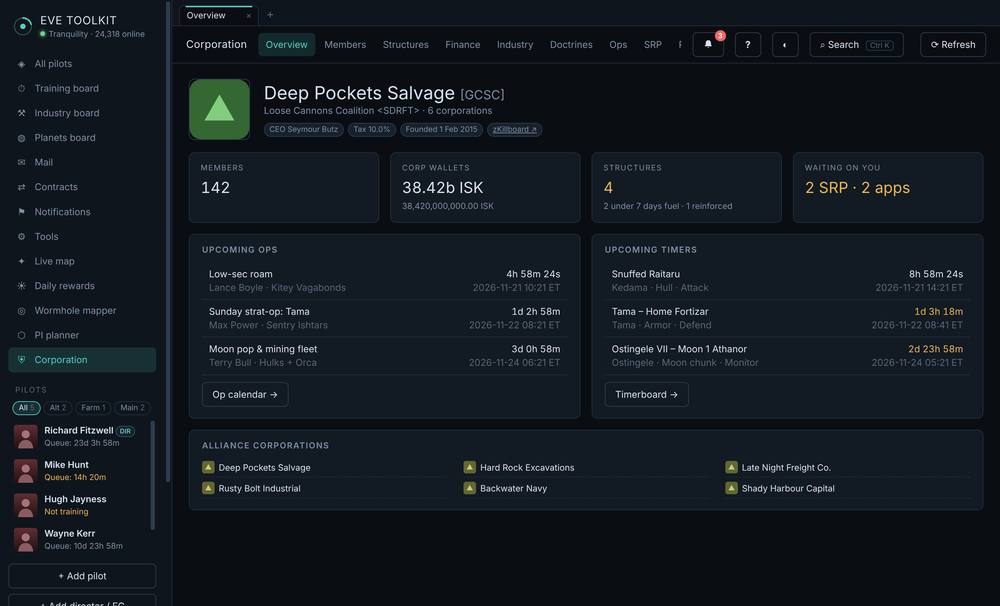 EVE TOOLKIT
Tranquility · 24,318 online
All pilots
Training board
Industry board
Planets board
Mail
Contracts
Notifications
Tools
Live map
Daily rewards
Wormhole mapper
PI planner
Corporation
PILOTS
All 5 Alt 2 Farm 1 Main 2
Richard Fitzwell DIR
Queue: 23d 3h 58m
Mike Hunt
Queue: 14h 20m
Hugh Jayness
Not training
Wayne Kerr
Queue: 10d 23h 58m
+ Add pilot
+ Add director / FC
Overview × +
Corporation Overview Members Structures Finance Industry Doctrines Ops SRP 3 ? Search Ctrl K ⟳ Refresh
Deep Pockets Salvage [GCSC]
Loose Cannons Coalition <SDRFT> · 6 corporations
CEO Seymour Butz Tax 10.0% Founded 1 Feb 2015 zKillboard ↗
MEMBERS
142
CORP WALLETS
38.42b ISK
38,420,000,000.00 ISK
STRUCTURES
4
2 under 7 days fuel · 1 reinforced
WAITING ON YOU
2 SRP · 2 apps
UPCOMING OPS
Low-sec roam 4h 58m 24s
Lance Boyle · Kitey Vagabonds 2026-11-21 10:21 ET
Sunday strat-op: Tama 1d 2h 58m
Max Power · Sentry Ishtars 2026-11-22 08:21 ET
Moon pop & mining fleet 3d 0h 58m
Terry Bull · Hulks + Orca 2026-11-24 06:21 ET
Op calendar →
UPCOMING TIMERS
Snuffed Raitaru 8h 58m 24s
Kedama · Hull · Attack 2026-11-21 14:21 ET
Tama – Home Fortizar 1d 3h 18m
Tama · Armor · Defend 2026-11-22 08:41 ET
Ostingele VII – Moon 1 Athanor 2d 23h 58m
Ostingele · Moon chunk · Monitor 2026-11-24 05:21 ET
Timerboard →
ALLIANCE CORPORATIONS
Deep Pockets Salvage Hard Rock Excavations Late Night Freight Co.
Rusty Bolt Industrial Backwater Navy Shady Harbour Capital